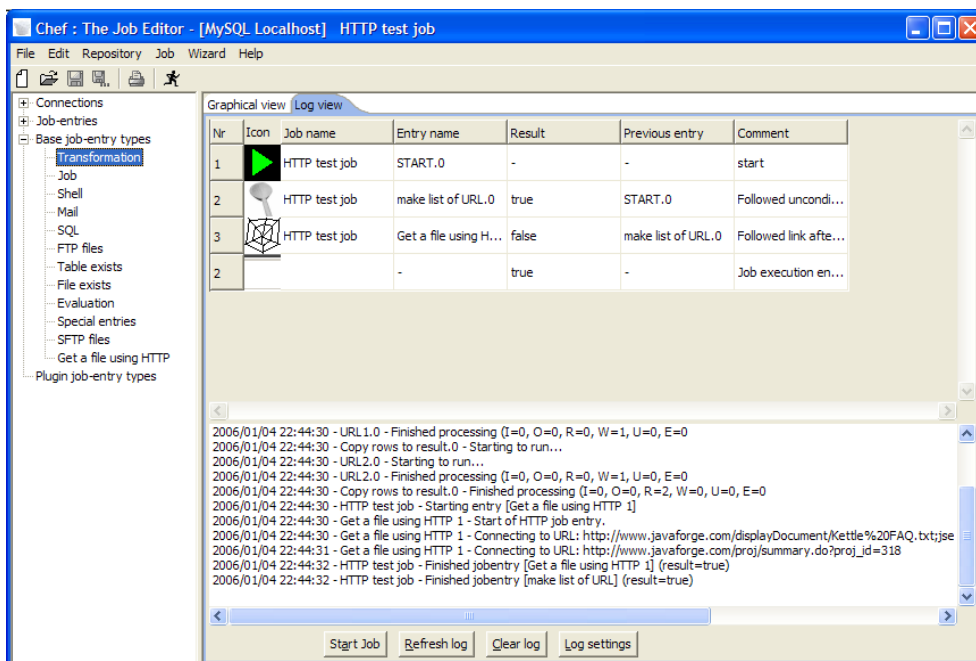 Chef : The Job Editor - [MySQL Localhost]   HTTP test job
File Edit Repository Job Wizard Help
Connections
Job-entries
Base job-entry types
Transformation
Job
Shell
Mail
SQL
FTP files
Table exists
File exists
Evaluation
Special entries
SFTP files
Get a file using HTTP
Plugin job-entry types
Graphical view Log view
Nr Icon Job name Entry name Result Previous entry Comment
1 HTTP test job START.0 - - start
2 HTTP test job make list of URL.0 true START.0 Followed uncondi...
3 HTTP test job Get a file using H... false make list of URL.0 Followed link afte...
2 - true - Job execution en...
2006/01/04 22:44:30 - URL1.0 - Finished processing (I=0, O=0, R=0, W=1, U=0, E=0
2006/01/04 22:44:30 - Copy rows to result.0 - Starting to run...
2006/01/04 22:44:30 - URL2.0 - Starting to run...
2006/01/04 22:44:30 - URL2.0 - Finished processing (I=0, O=0, R=0, W=1, U=0, E=0
2006/01/04 22:44:30 - Copy rows to result.0 - Finished processing (I=0, O=0, R=2, W=0, U=0, E=0
2006/01/04 22:44:30 - HTTP test job - Starting entry [Get a file using HTTP 1]
2006/01/04 22:44:30 - Get a file using HTTP 1 - Start of HTTP job entry.
2006/01/04 22:44:30 - Get a file using HTTP 1 - Connecting to URL: http://www.javaforge.com/displayDocument/Kettle%20FAQ.txt;jse
2006/01/04 22:44:31 - Get a file using HTTP 1 - Connecting to URL: http://www.javaforge.com/proj/summary.do?proj_id=318
2006/01/04 22:44:32 - HTTP test job - Finished jobentry [Get a file using HTTP 1] (result=true)
2006/01/04 22:44:32 - HTTP test job - Finished jobentry [make list of URL] (result=true)
Start Job Refresh log Clear log Log settings